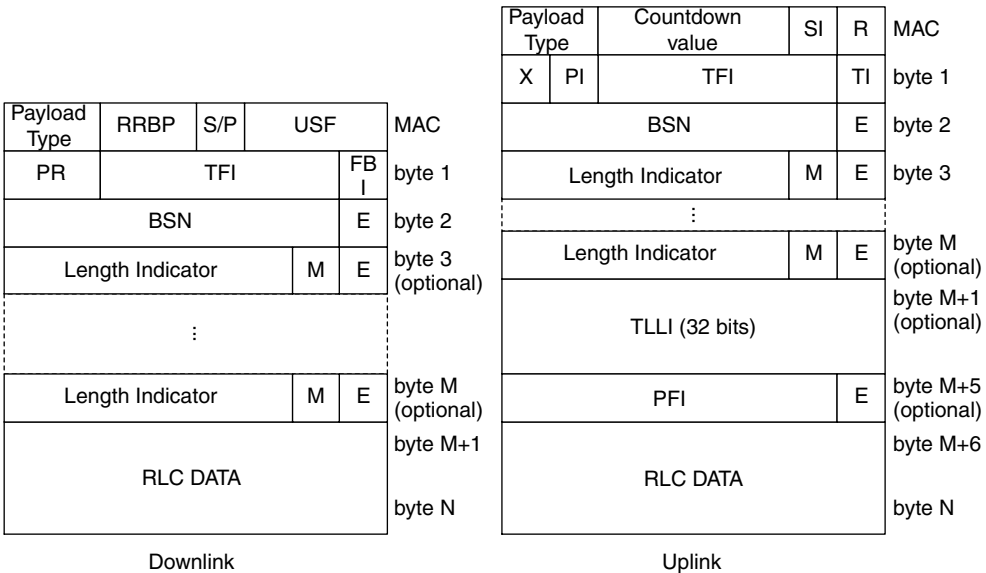 Payload Type RRBP S/P USF MAC
PR TFI FBI byte 1
BSN E byte 2
Length Indicator M E byte 3 (optional)
...
Length Indicator M E byte M (optional)
byte M+1
RLC DATA
byte N
Downlink
Payload Type Countdown value SI R MAC
X PI TFI TI byte 1
BSN E byte 2
Length Indicator M E byte 3
...
Length Indicator M E byte M (optional)
byte M+1 (optional)
TLLI (32 bits)
PFI E byte M+5 (optional)
byte M+6
RLC DATA
byte N
Uplink